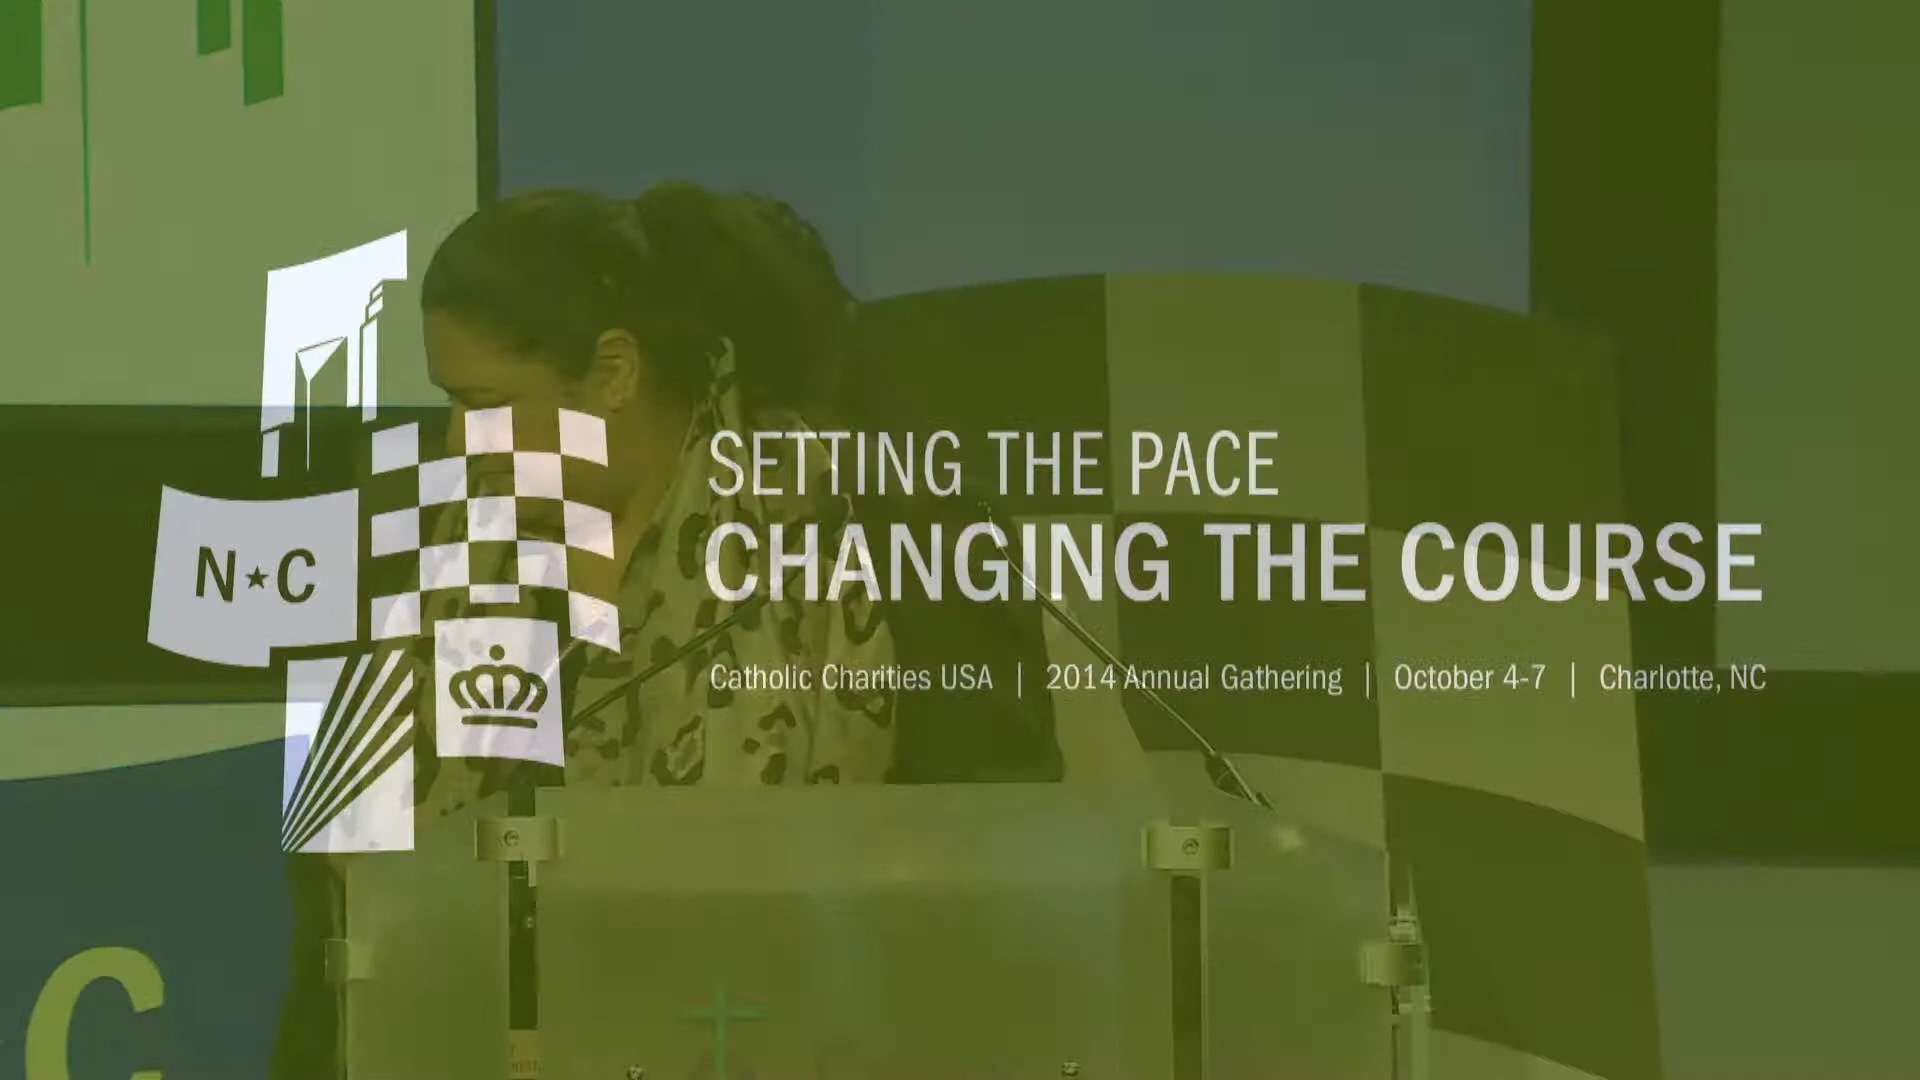 SETTING THE PACE
CHANGING THE COURSE
N★C
Catholic Charities USA | 2014 Annual Gathering | October 4-7 | Charlotte, NC
C